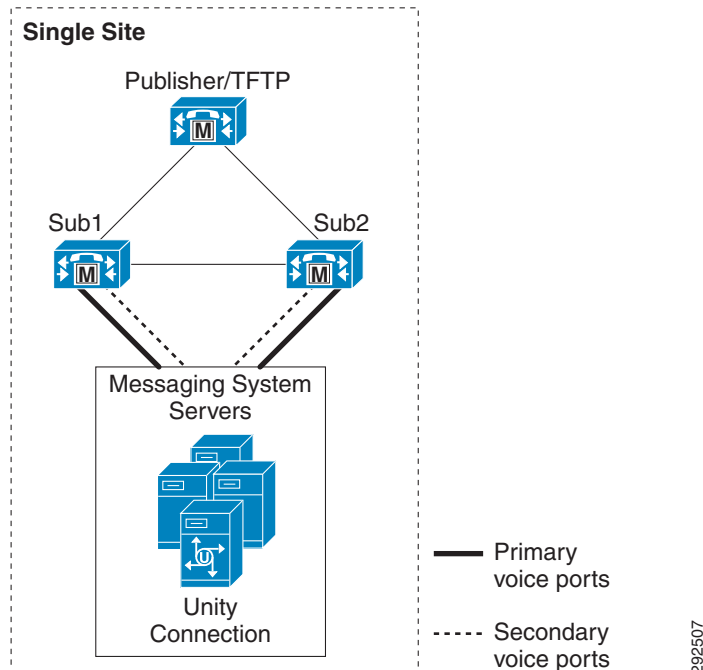 Single Site
Publisher/TFTP
M
Sub1
Sub2
M
M
Messaging System
Servers
U
Unity
Connection
Primary
voice ports
Secondary
voice ports
292507